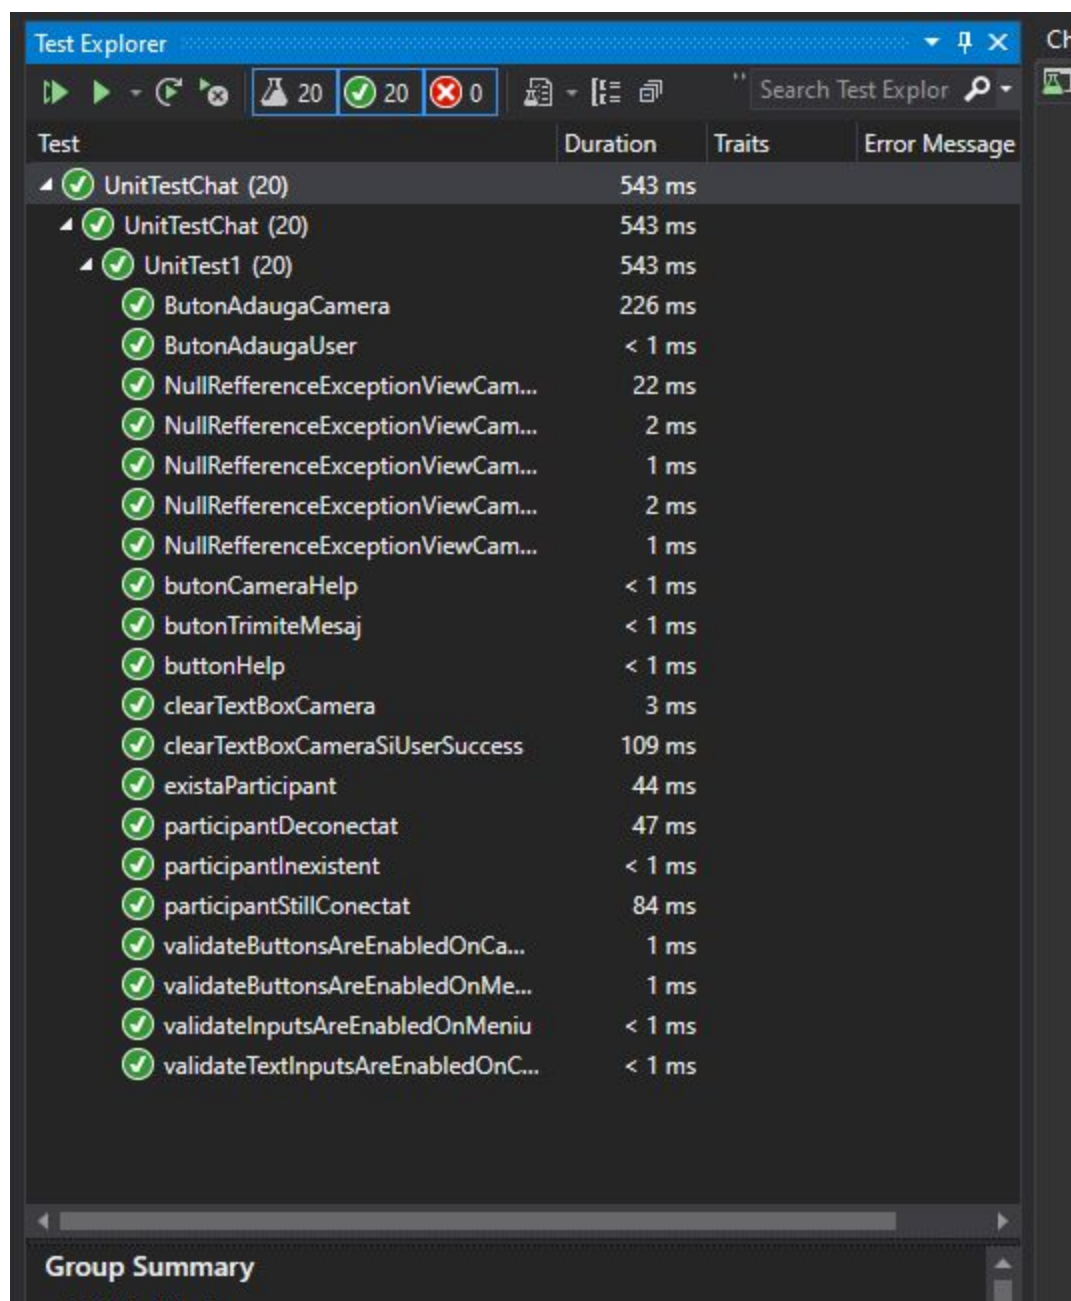 Test Explorer
Ch
20 20 0 Search Test Explor
Test Duration Traits Error Message
UnitTestChat (20) 543 ms
UnitTestChat (20) 543 ms
UnitTest1 (20) 543 ms
ButonAdaugaCamera 226 ms
ButonAdaugaUser < 1 ms
NullRefferenceExceptionViewCam... 22 ms
NullRefferenceExceptionViewCam... 2 ms
NullRefferenceExceptionViewCam... 1 ms
NullRefferenceExceptionViewCam... 2 ms
NullRefferenceExceptionViewCam... 1 ms
butonCameraHelp < 1 ms
butonTrimiteMesaj < 1 ms
buttonHelp < 1 ms
clearTextBoxCamera 3 ms
clearTextBoxCameraSiUserSuccess 109 ms
existaParticipant 44 ms
participantDeconectat 47 ms
participantInexistent < 1 ms
participantStillConectat 84 ms
validateButtonsAreEnabledOnCa... 1 ms
validateButtonsAreEnabledOnMe... 1 ms
validateInputsAreEnabledOnMeniu < 1 ms
validateTextInputsAreEnabledOnC... < 1 ms
Group Summary